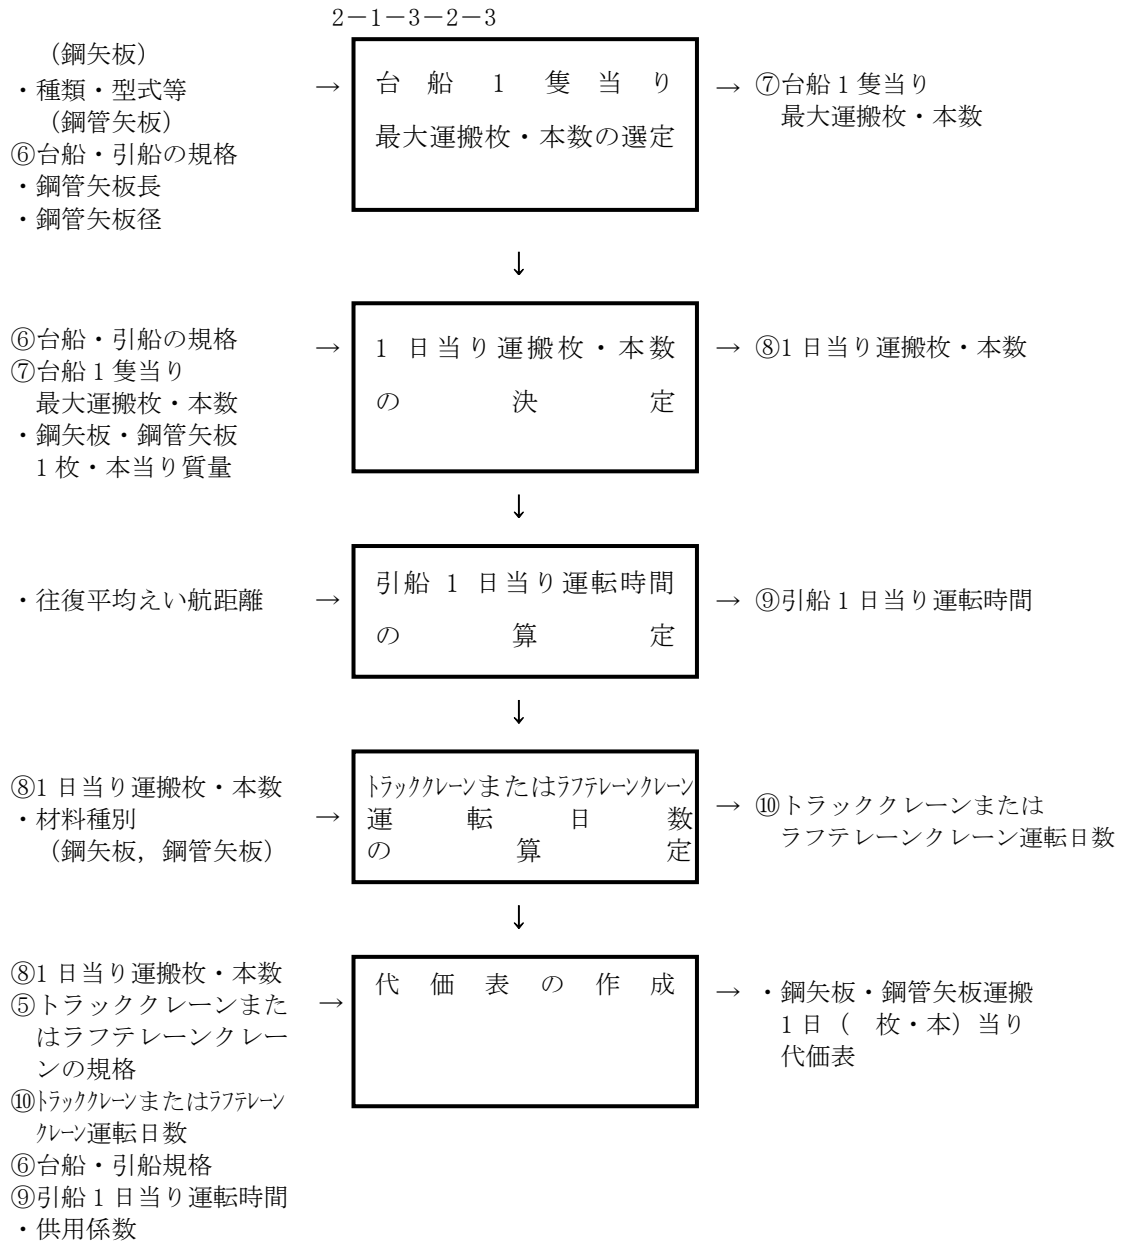 2－1－3－2－3
（鋼矢板）
・種類・型式等
（鋼管矢板）
⑥台船・引船の規格
・鋼管矢板長
・鋼管矢板径
→
台船1隻当り
最大運搬枚・本数の選定
→ ⑦台船1隻当り
最大運搬枚・本数
↓
⑥台船・引船の規格
⑦台船1隻当り
最大運搬枚・本数
・鋼矢板・鋼管矢板
1枚・本当り質量
→
1日当り運搬枚・本数
の決定
→ ⑧1日当り運搬枚・本数
↓
・往復平均えい航距離
→
引船1日当り運転時間
の算定
→ ⑨引船1日当り運転時間
↓
⑧1日当り運搬枚・本数
・材料種別
（鋼矢板，鋼管矢板）
→
ﾄﾗｯｸｸﾚｰﾝまたはﾗﾌﾃﾚｰﾝｸﾚｰﾝ
運転日数
の算定
→ ⑩トラッククレーンまたは
ラフテレーンクレーン運転日数
↓
⑧1日当り運搬枚・本数
⑤トラッククレーンまた
はラフテレーンクレー
ンの規格
⑩ﾄﾗｯｸｸﾚｰﾝまたはﾗﾌﾃﾚｰﾝ
ｸﾚｰﾝ運転日数
⑥台船・引船規格
⑨引船1日当り運転時間
・供用係数
→
代価表の作成
→ ・鋼矢板・鋼管矢板運搬
1日（　枚・本）当り
代価表